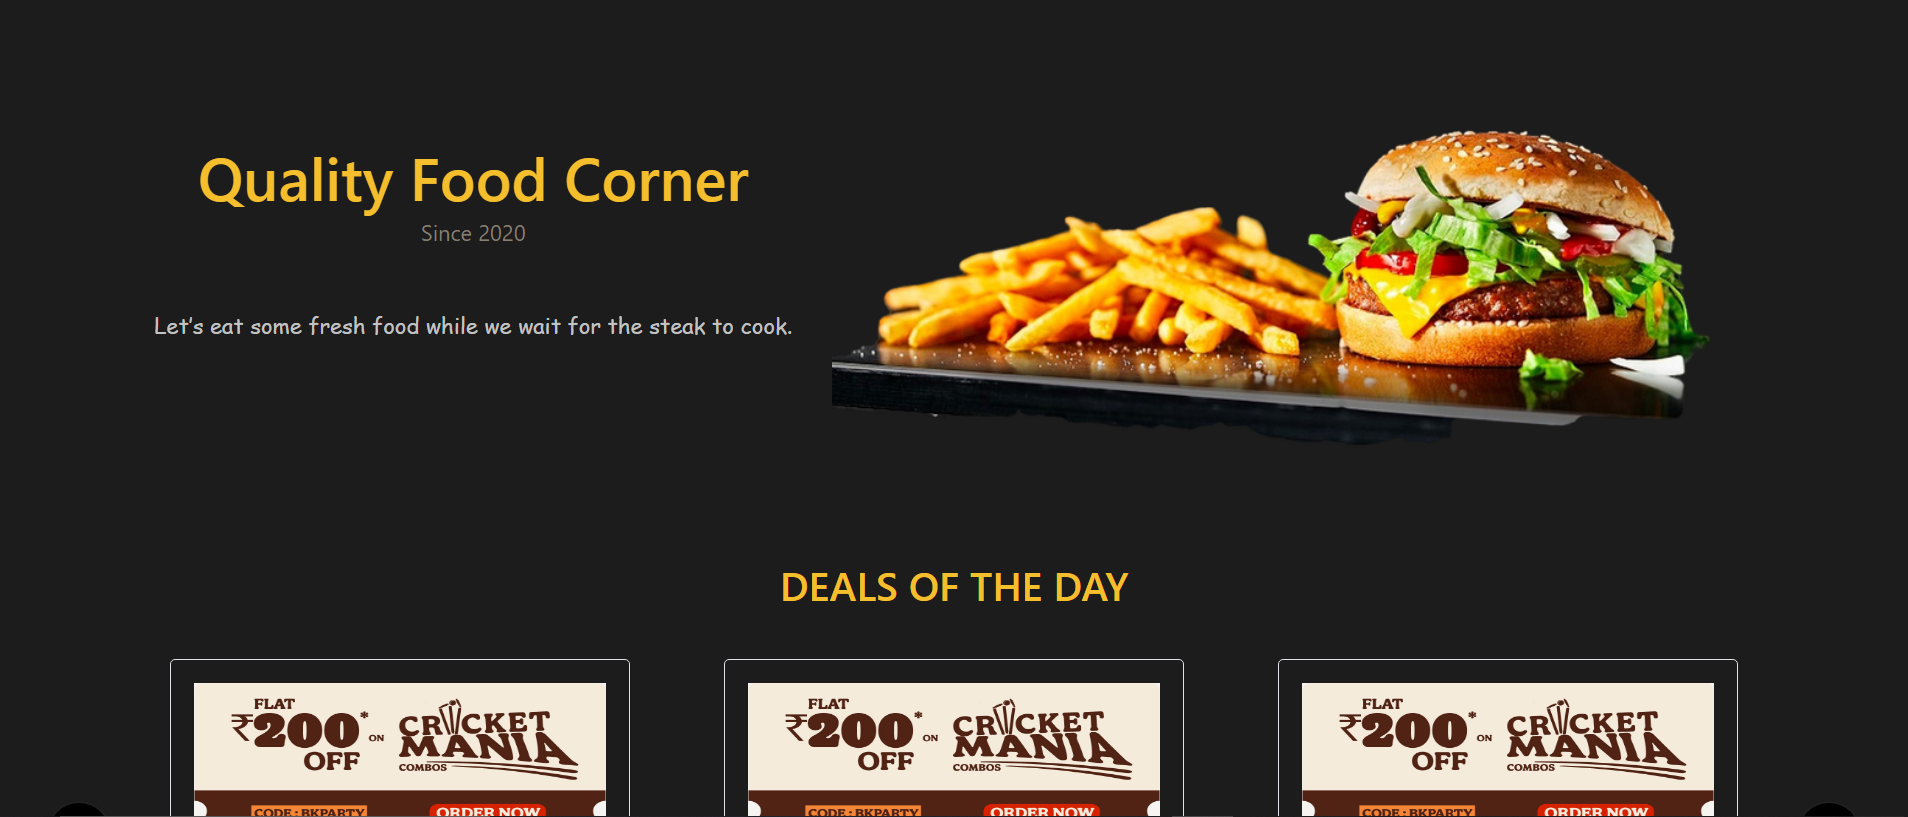 Quality Food Corner
Since 2020
Let's eat some fresh food while we wait for the steak to cook.
DEALS OF THE DAY
FLAT
₹200*
OFF
ON
CRICKET
MANIA
COMBOS
CODE : BKPARTY
ORDER NOW
FLAT
₹200*
OFF
ON
CRICKET
MANIA
COMBOS
CODE : BKPARTY
ORDER NOW
FLAT
₹200*
OFF
ON
CRICKET
MANIA
COMBOS
CODE : BKPARTY
ORDER NOW